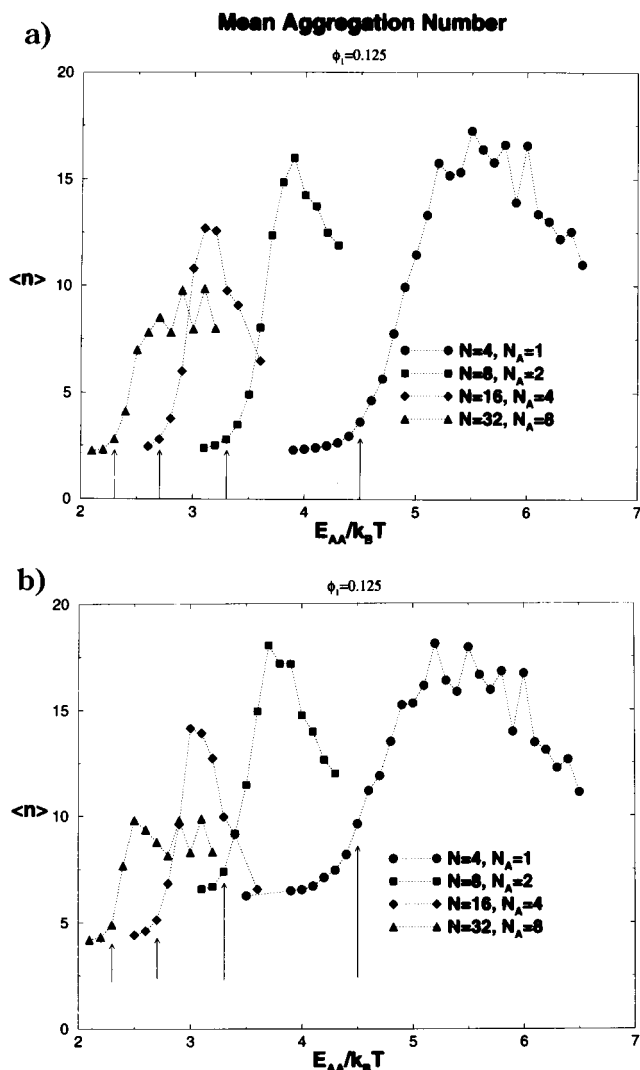 Mean Aggregation Number
a)
ϕ₁=0.125
20
15
<n>
10
5
0
N=4, N_A=1
N=8, N_A=2
N=16, N_A=4
N=32, N_A=8
2 3 4 5 6 7
E_AA/k_BT
b)
ϕ₁=0.125
20
15
<n>
10
5
0
N=4, N_A=1
N=8, N_A=2
N=16, N_A=4
N=32, N_A=8
2 3 4 5 6 7
E_AA/k_BT